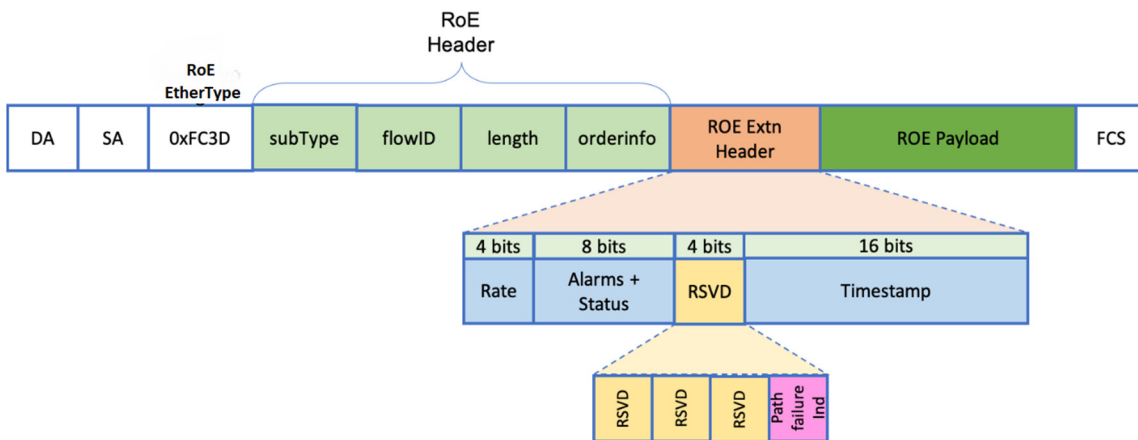 RoE
Header
RoE
EtherType
DA SA 0xFC3D subType flowID length orderinfo ROE Extn ROE Payload FCS
Header
4 bits 8 bits 4 bits 16 bits
Rate Alarms + RSVD Timestamp
Status
RSVD RSVD RSVD Path
failure
Ind